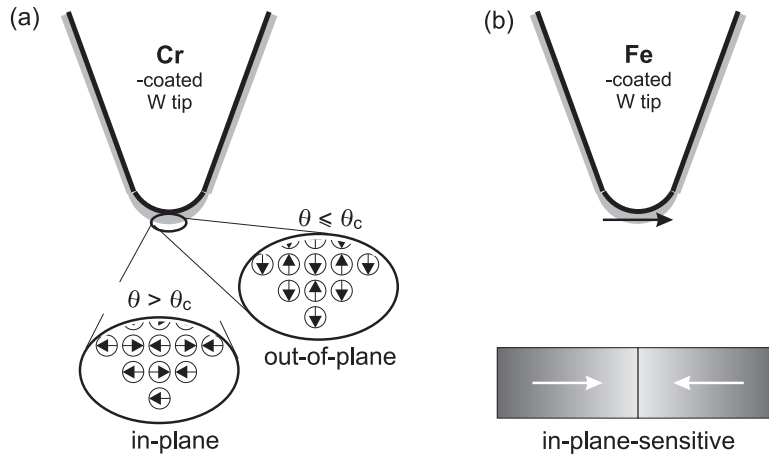 (a)
Cr
-coated
W tip
θ ≤ θc
out-of-plane
θ > θc
in-plane
(b)
Fe
-coated
W tip
in-plane-sensitive